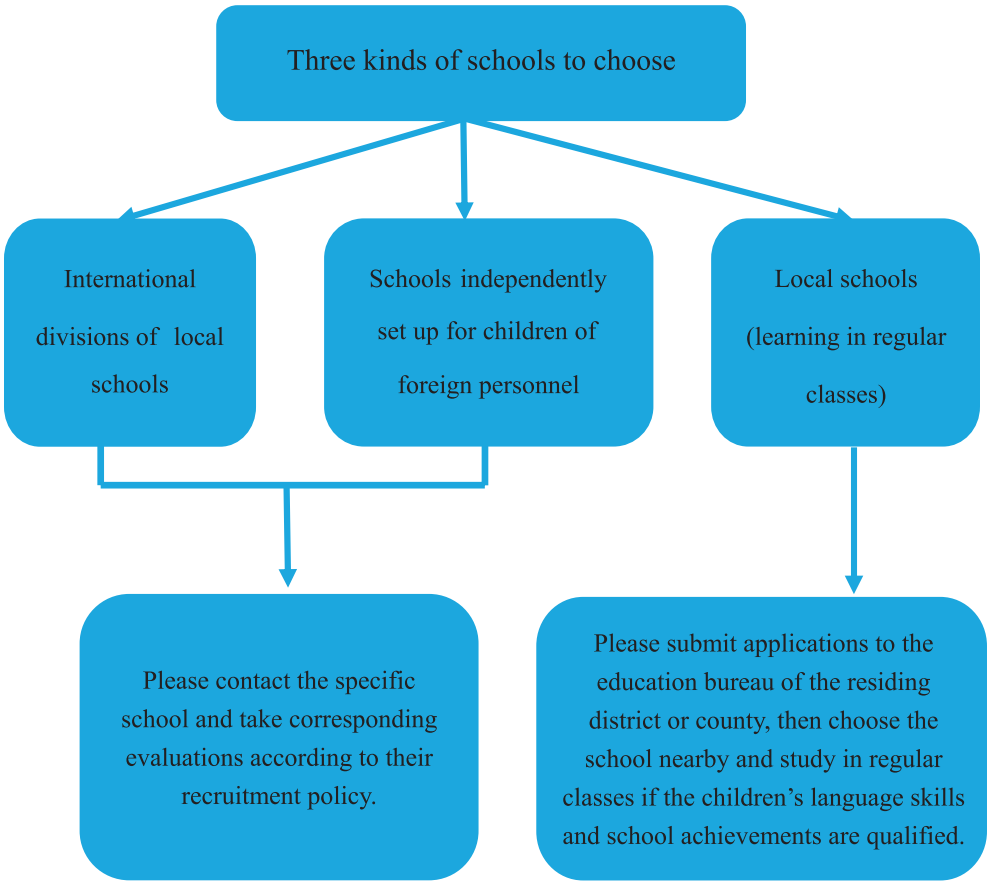 Three kinds of schools to choose
International
divisions of local
schools
Schools independently
set up for children of
foreign personnel
Local schools
(learning in regular
classes)
Please contact the specific
school and take corresponding
evaluations according to their
recruitment policy.
Please submit applications to the
education bureau of the residing
district or county, then choose the
school nearby and study in regular
classes if the children’s language skills
and school achievements are qualified.